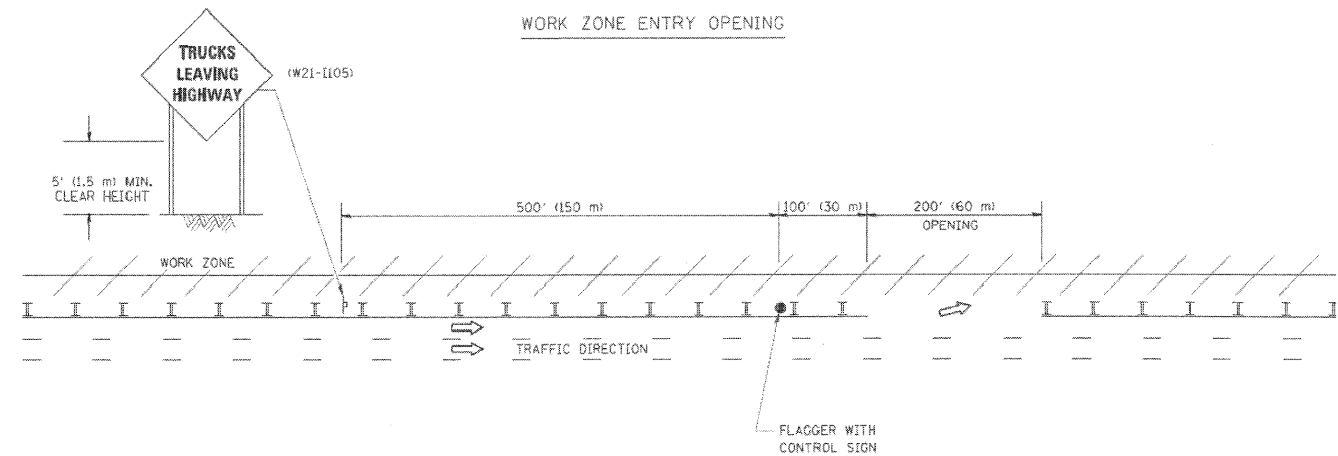 WORK ZONE ENTRY OPENING
TRUCKS
LEAVING
HIGHWAY
(W21-I105)
5' (1.5 m) MIN.
CLEAR HEIGHT
500' (150 m)
100' (30 m)
200' (60 m)
OPENING
WORK ZONE
TRAFFIC DIRECTION
FLAGGER WITH
CONTROL SIGN